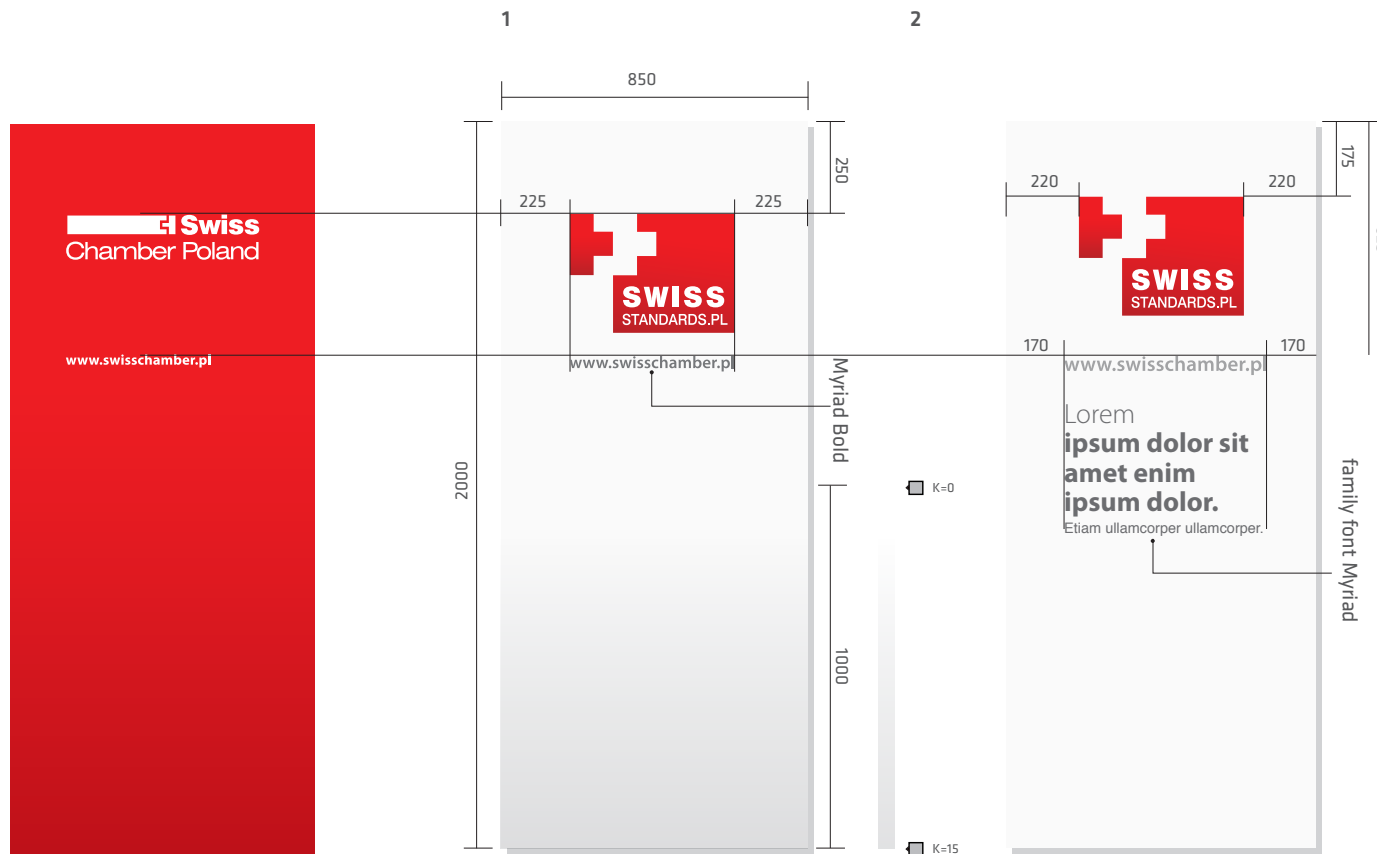 1
2
850
250
175
225
225
220
220
Swiss
Chamber Poland
SWISS
STANDARDS.PL
SWISS
STANDARDS.PL
www.swisschamber.pl
www.swisschamber.pl
170
www.swisschamber.pl
170
Myriad Bold
Lorem
ipsum dolor sit
amet enim
ipsum dolor.
Etiam ullamcorper ullamcorper.
family font Myriad
2000
K=0
1000
K=15